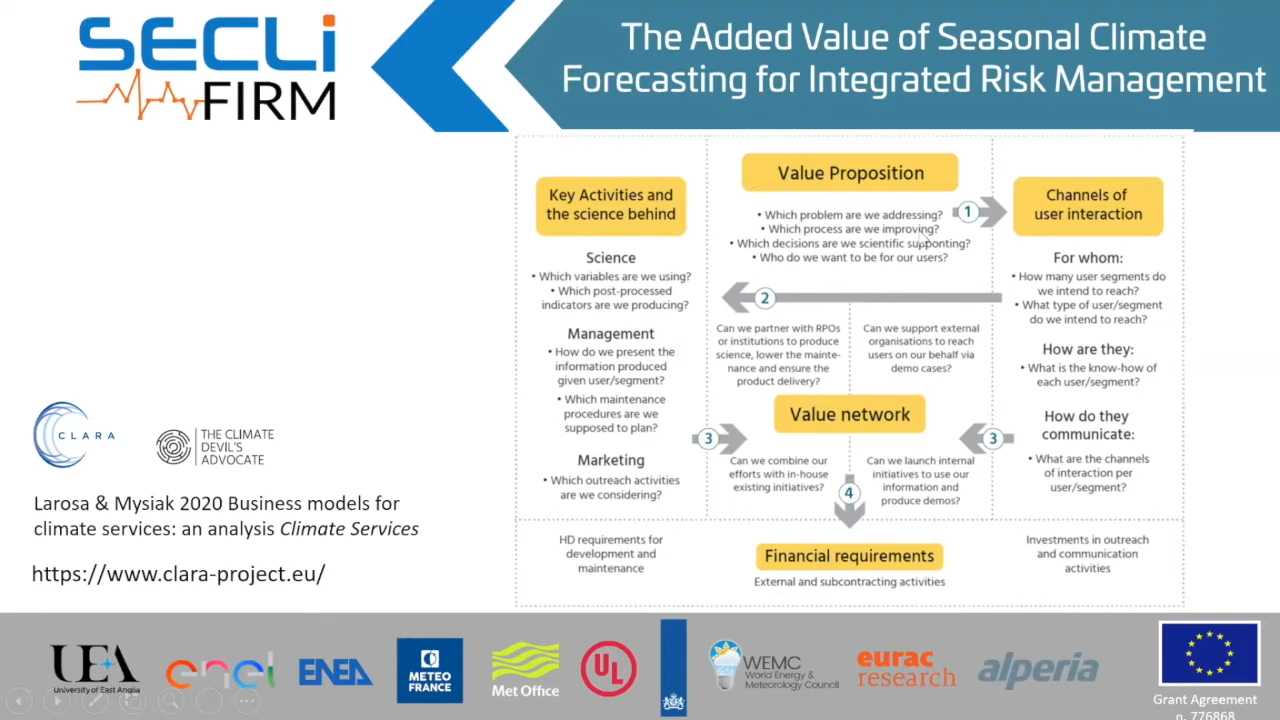 SECLi
FIRM
The Added Value of Seasonal Climate
Forecasting for Integrated Risk Management
Key Activities and
the science behind
Science
• Which variables are we using?
• Which post-processed
indicators are we producing?
Management
• How do we present the
information produced
given user/segment?
• Which maintenance
procedures are we
supposed to plan?
Marketing
• Which outreach activities
are we considering?
Value Proposition
• Which problem are we addressing?
• Which process are we improving?
• Which decisions are we scientific supporting?
• Who do we want to be for our users?
1
2
Can we partner with RPOs
or institutions to produce
science, lower the mainte-
nance and ensure the
product delivery?
Can we support external
organisations to reach
users on our behalf via
demo cases?
Value network
3
3
Can we combine our
efforts with in-house
existing initiatives?
Can we launch internal
initiatives to use our
information and
produce demos?
4
Channels of
user interaction
For whom:
• How many user segments do
we intend to reach?
• What type of user/segment
do we intend to reach?
How are they:
• What is the know-how of
each user/segment?
How do they
communicate:
• What are the channels
of interaction per
user/segment?
HD requirements for
development and
maintenance
Financial requirements
External and subcontracting activities
Investments in outreach
and communication
activities
CLARA
THE CLIMATE
DEVIL'S
ADVOCATE
Larosa & Mysiak 2020 Business models for
climate services: an analysis Climate Services
https://www.clara-project.eu/
UEA
University of East Anglia
enel
ENEA
METEO
FRANCE
Met Office
UL
WEMC
World Energy &
Meteorology Council
eurac
research
alperia
Grant Agreement
n. 776868